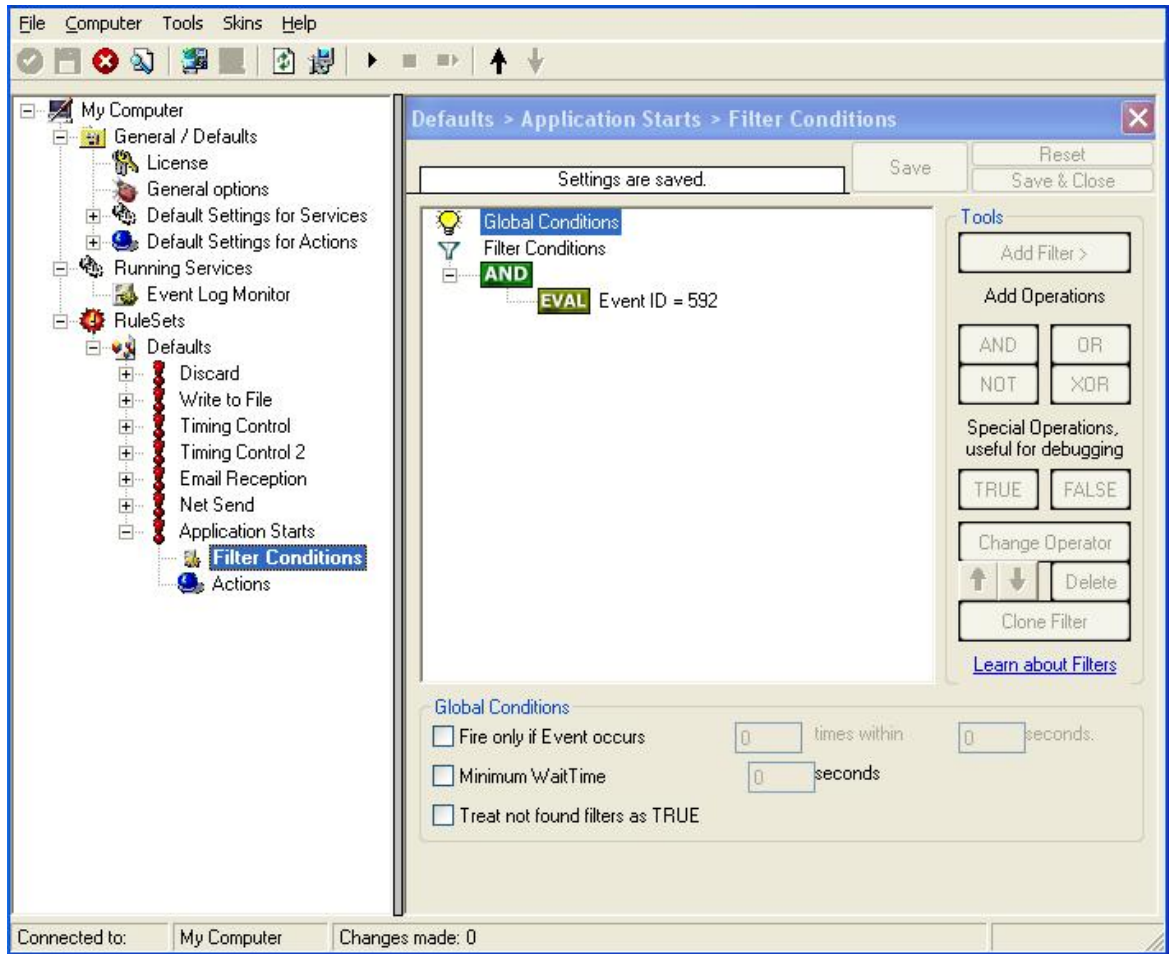 File Computer Tools Skins Help
My Computer
General / Defaults
License
General options
Default Settings for Services
Default Settings for Actions
Running Services
Event Log Monitor
RuleSets
Defaults
Discard
Write to File
Timing Control
Timing Control 2
Email Reception
Net Send
Application Starts
Filter Conditions
Actions
Defaults > Application Starts > Filter Conditions
Settings are saved.
Save
Reset
Save & Close
Global Conditions
Filter Conditions
AND
EVAL Event ID = 592
Tools
Add Filter >
Add Operations
AND OR
NOT XOR
Special Operations,
useful for debugging
TRUE FALSE
Change Operator
Delete
Clone Filter
Learn about Filters
Global Conditions
Fire only if Event occurs 0 times within 0 seconds.
Minimum WaitTime 0 seconds
Treat not found filters as TRUE
Connected to: My Computer Changes made: 0